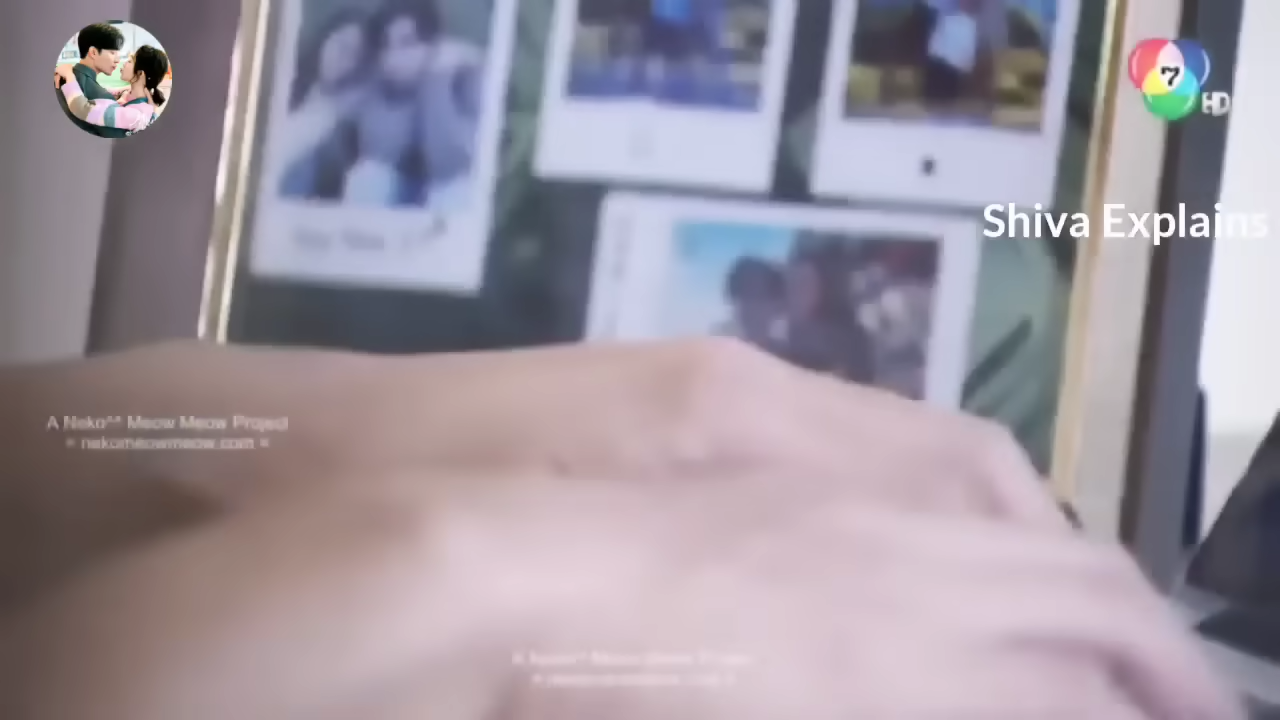 7
HD
Shiva Explains
A Neko^^ Meow Meow Project
= nekomeowmeow.com =